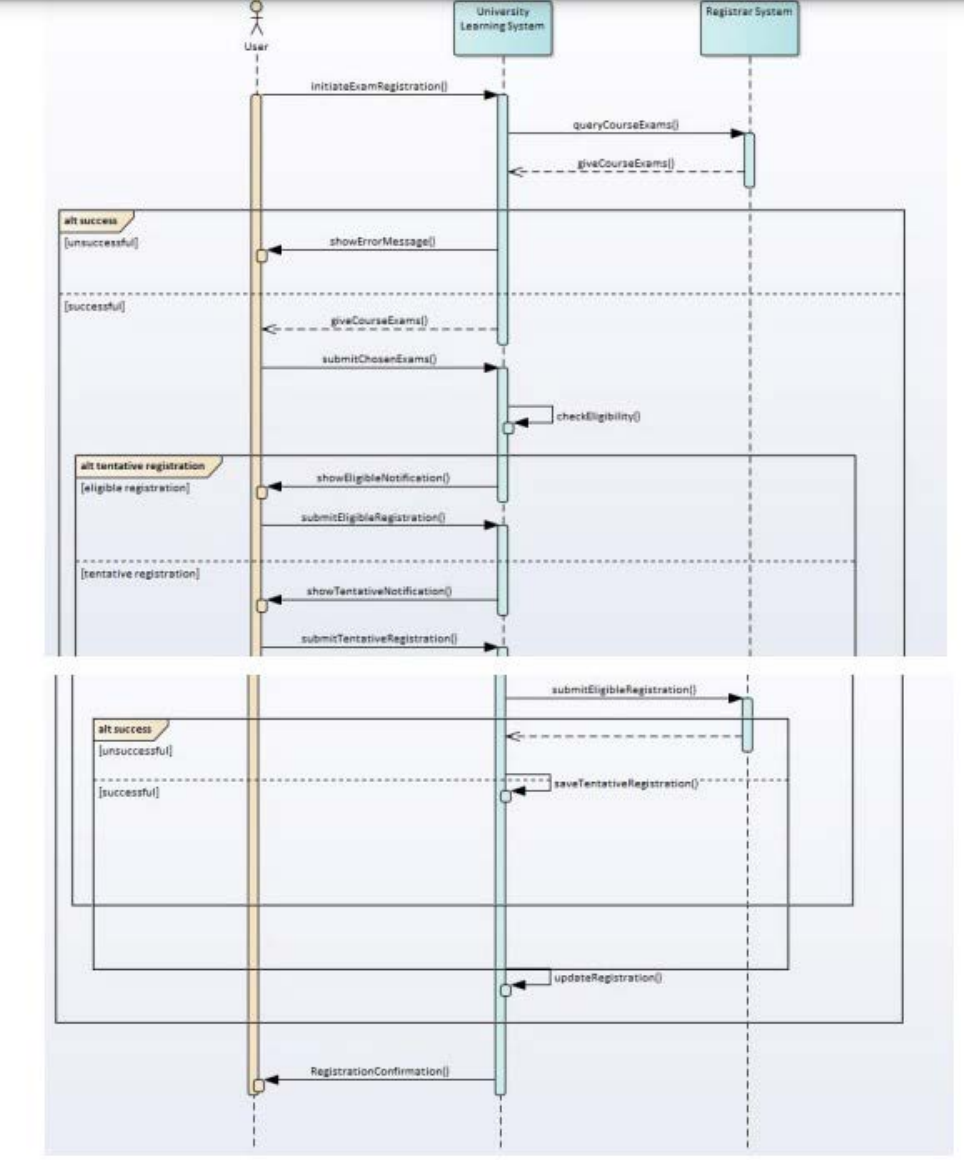 University
Learning System
Registrar System
User
initiateExamRegistration()
queryCourseExams()
giveCourseExams()
alt success
[unsuccessful]
showErrorMessage()
[successful]
giveCourseExams()
submitChosenExams()
checkEligibility()
alt tentative registration
[eligible registration]
showEligibleNotification()
submitEligibleRegistration()
[tentative registration]
showTentativeNotification()
submitTentativeRegistration()
submitEligibleRegistration()
alt success
[unsuccessful]
saveTentativeRegistration()
[successful]
updateRegistration()
RegistrationConfirmation()